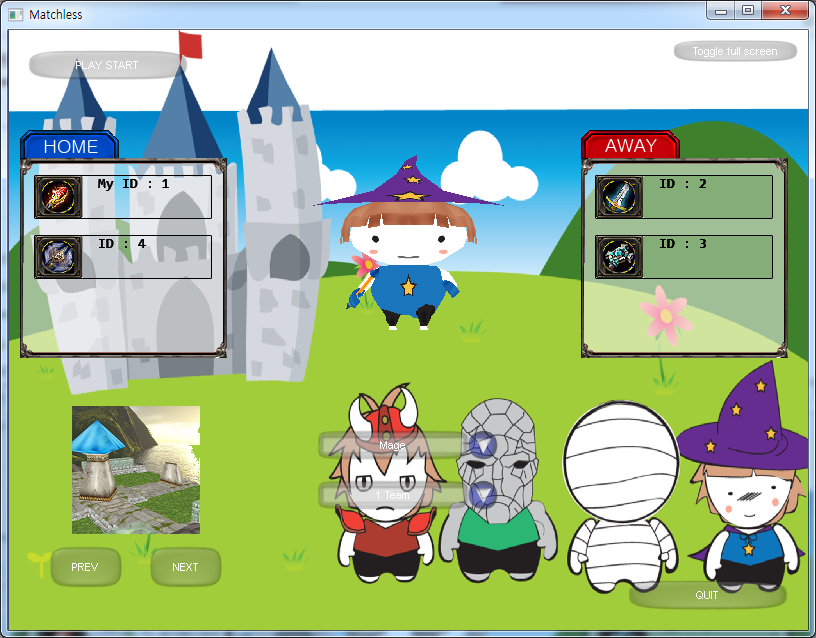 Matchless
PLAY START
Toggle full screen
HOME
AWAY
My ID : 1
ID : 2
ID : 4
ID : 3
Mage
1 Team
PREV
NEXT
QUIT